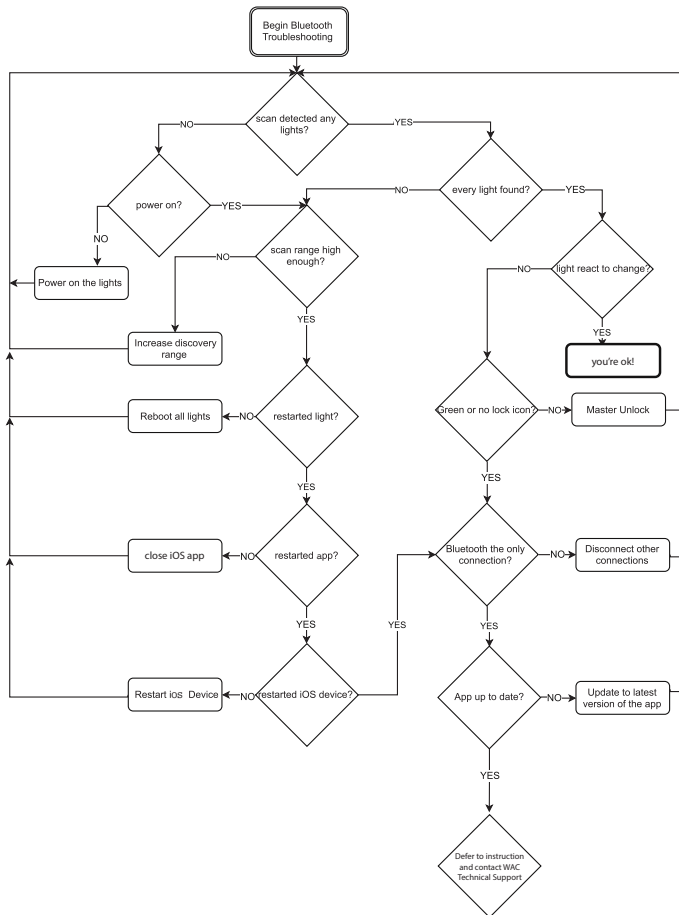 Begin Bluetooth
Troubleshooting
scan detected any
lights?
NO
YES
power on?
YES
NO
Power on the lights
every light found?
NO
YES
scan range high
enough?
NO
YES
Increase discovery
range
light react to change?
NO
YES
you're ok!
restarted light?
NO
Reboot all lights
YES
Green or no lock icon?
NO
Master Unlock
YES
restarted app?
NO
close iOS app
YES
Bluetooth the only
connection?
NO
Disconnect other
connections
YES
restarted iOS device?
NO
Restart ios Device
YES
App up to date?
NO
Update to latest
version of the app
YES
Defer to instruction
and contact WAC
Technical Support